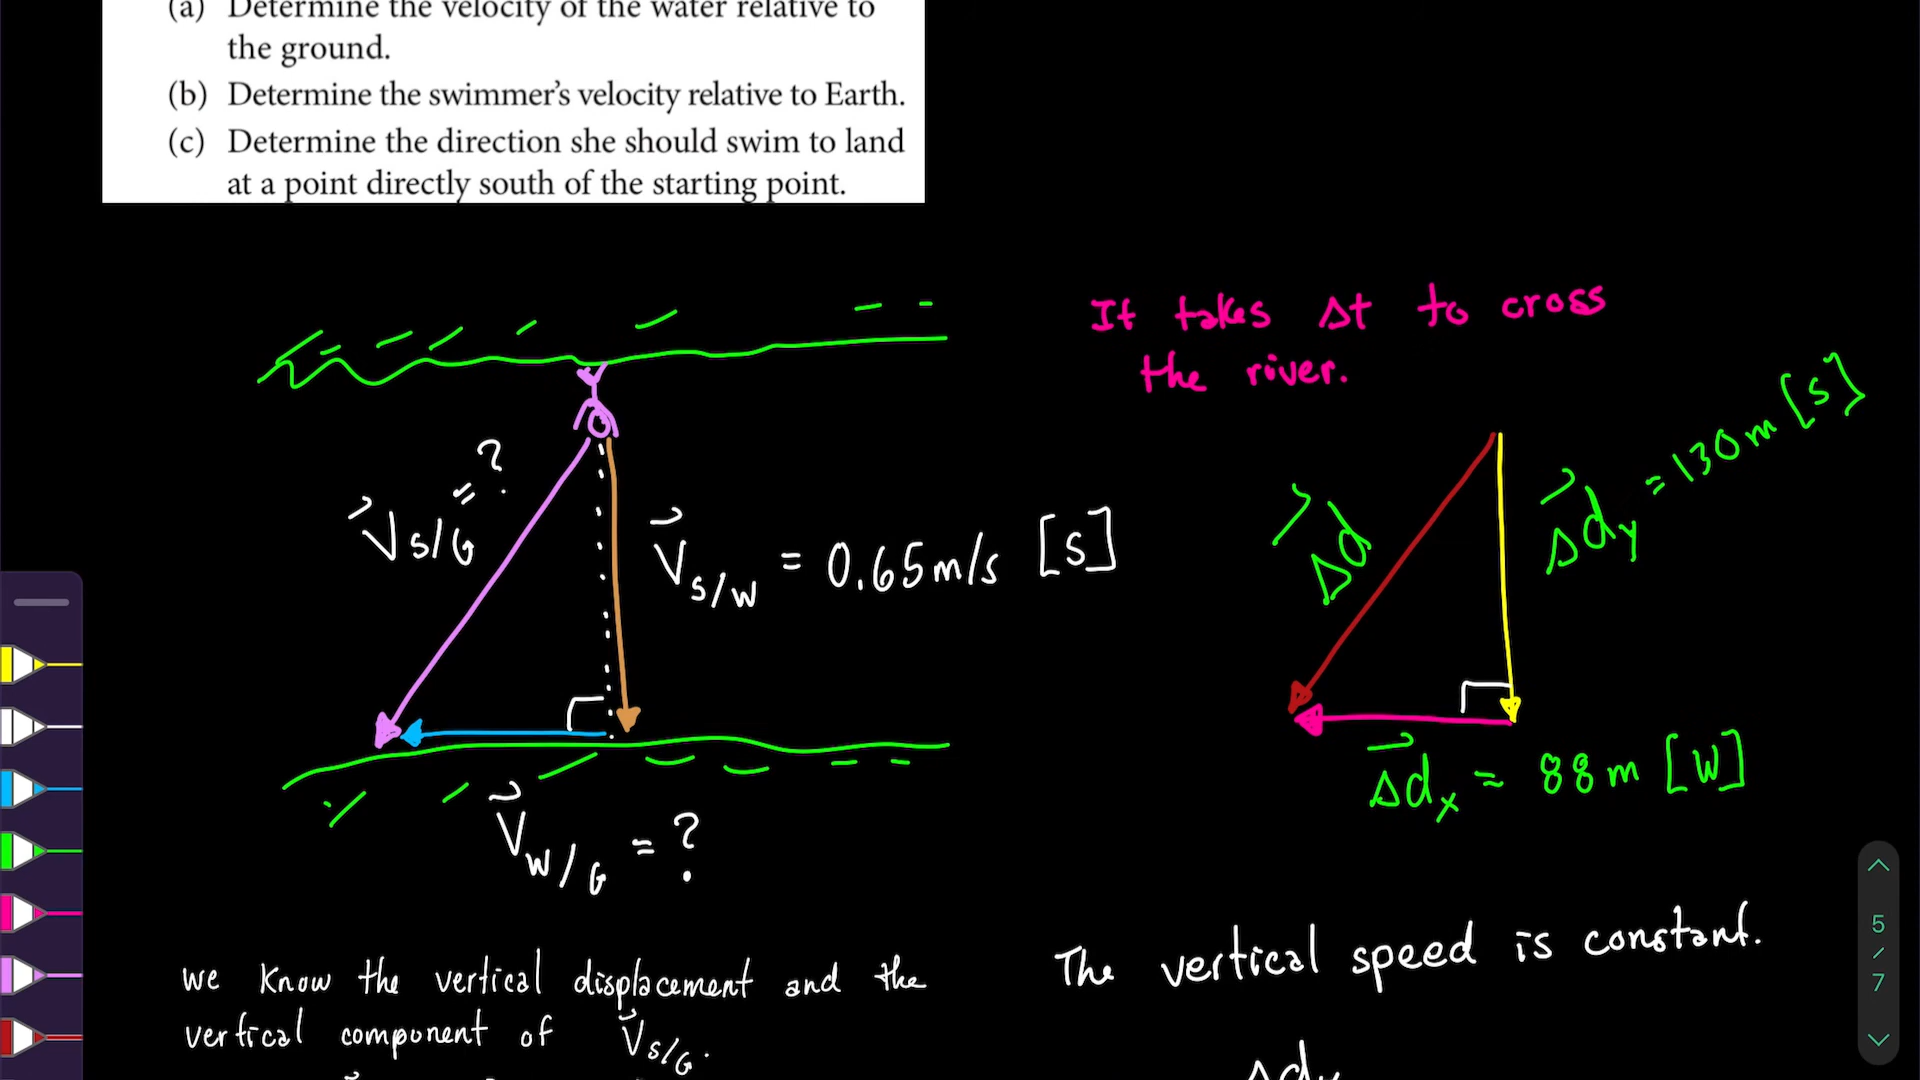 (a) Determine the velocity of the water relative to
the ground.
(b) Determine the swimmer's velocity relative to Earth.
(c) Determine the direction she should swim to land
at a point directly south of the starting point.
It takes Δt to cross
the river.
V⃗ S/G = ?
V⃗ S/W = 0.65 m/s [S]
V⃗ W/G = ?
Δd⃗
Δd⃗ y = 130 m [S]
Δd⃗ x = 88 m [W]
We know the vertical displacement and the
vertical component of V⃗ S/G.
The vertical speed is constant.
Δdy
5
/
7